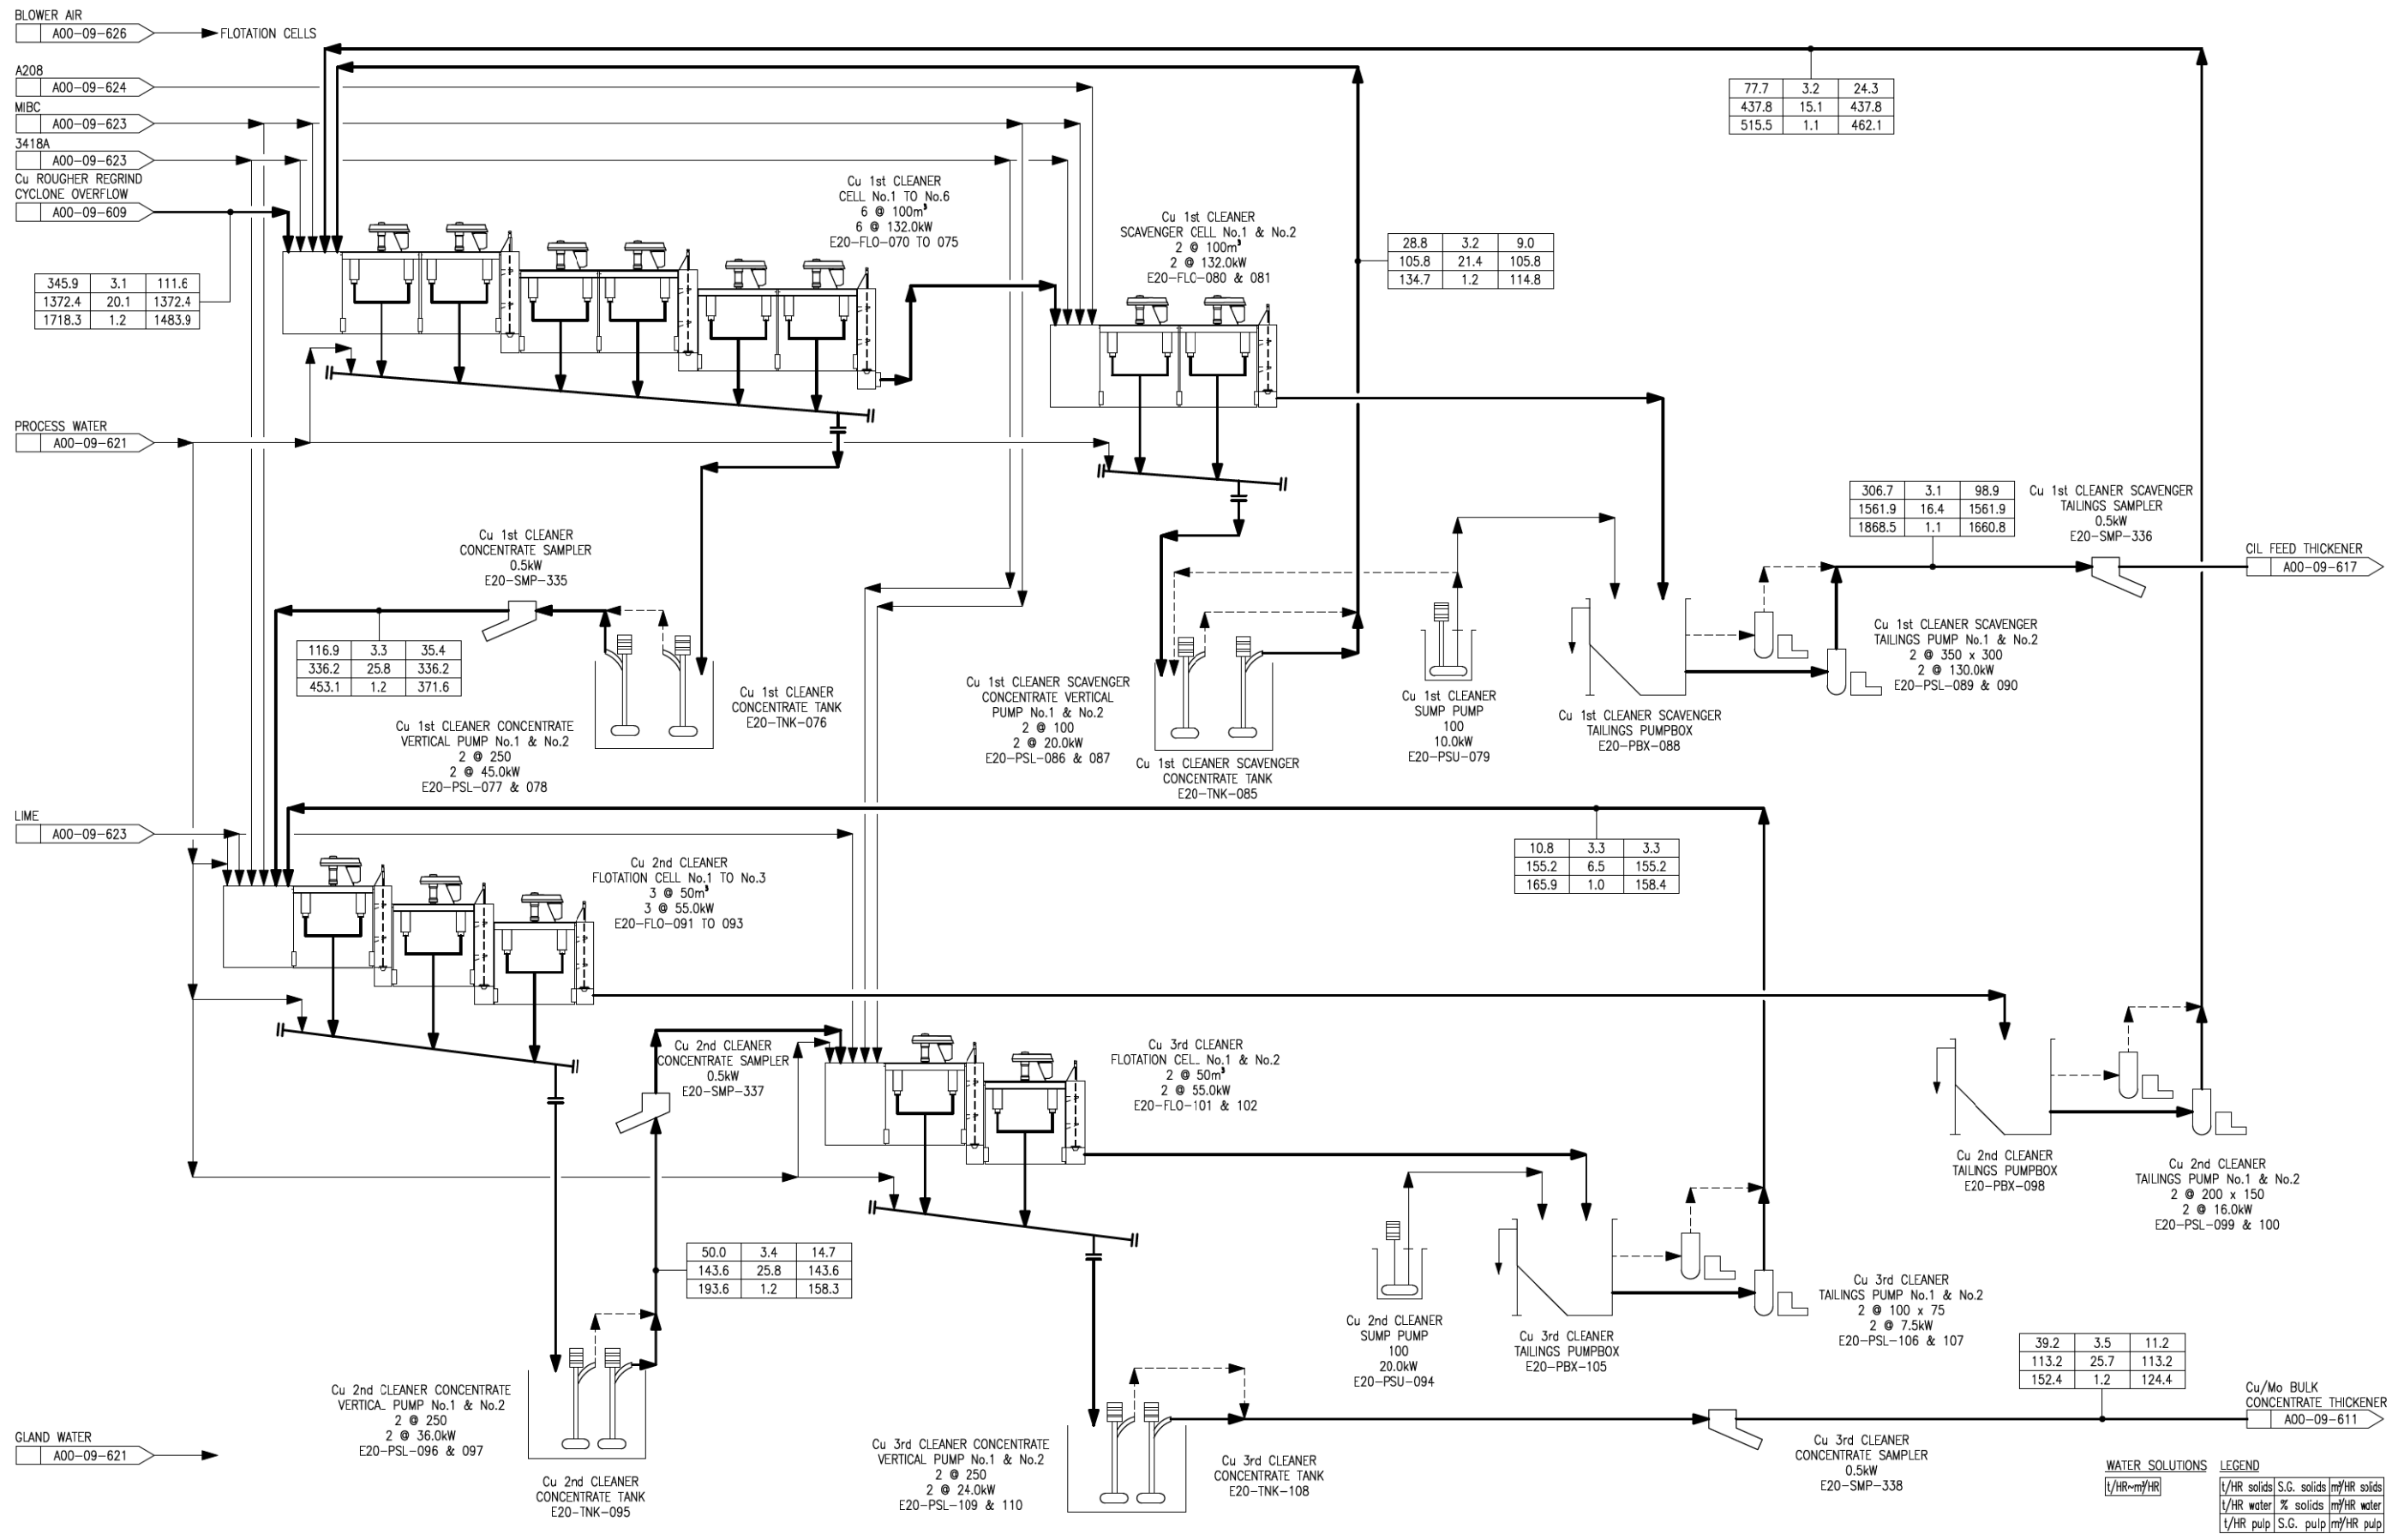 BLOWER AIR
A00-09-626
FLOTATION CELLS
A208
A00-09-624
MIBC
A00-09-623
3418A
A00-09-623
Cu ROUGHER REGRIND
CYCLONE OVERFLOW
A00-09-609
345.9 3.1 111.6
1372.4 20.1 1372.4
1718.3 1.2 1483.9
Cu 1st CLEANER
CELL No.1 TO No.6
6 @ 100m³
6 @ 132.0kW
E20-FLO-070 TO 075
Cu 1st CLEANER
SCAVENGER CELL No.1 & No.2
2 @ 100m³
2 @ 132.0kW
E20-FLO-080 & 081
77.7 3.2 24.3
437.8 15.1 437.8
515.5 1.1 462.1
28.8 3.2 9.0
105.8 21.4 105.8
134.7 1.2 114.8
PROCESS WATER
A00-09-621
306.7 3.1 98.9
1561.9 16.4 1561.9
1868.5 1.1 1660.8
Cu 1st CLEANER SCAVENGER
TAILINGS SAMPLER
0.5kW
E20-SMP-336
CIL FEED THICKENER
A00-09-617
Cu 1st CLEANER
CONCENTRATE SAMPLER
0.5kW
E20-SMP-335
116.9 3.3 35.4
336.2 25.8 336.2
453.1 1.2 371.6
Cu 1st CLEANER CONCENTRATE
VERTICAL PUMP No.1 & No.2
2 @ 250
2 @ 45.0kW
E20-PSL-077 & 078
Cu 1st CLEANER
CONCENTRATE TANK
E20-TNK-076
Cu 1st CLEANER SCAVENGER
CONCENTRATE VERTICAL
PUMP No.1 & No.2
2 @ 100
2 @ 20.0kW
E20-PSL-086 & 087
Cu 1st CLEANER SCAVENGER
CONCENTRATE TANK
E20-TNK-085
Cu 1st CLEANER
SUMP PUMP
100
10.0kW
E20-PSU-079
Cu 1st CLEANER SCAVENGER
TAILINGS PUMPBOX
E20-PBX-088
Cu 1st CLEANER SCAVENGER
TAILINGS PUMP No.1 & No.2
2 @ 350 x 300
2 @ 130.0kW
E20-PSL-089 & 090
LIME
A00-09-623
Cu 2nd CLEANER
FLOTATION CELL No.1 TO No.3
3 @ 50m³
3 @ 55.0kW
E20-FLO-091 TO 093
10.8 3.3 3.3
155.2 6.5 155.2
165.9 1.0 158.4
Cu 2nd CLEANER
CONCENTRATE SAMPLER
0.5kW
E20-SMP-337
Cu 3rd CLEANER
FLOTATION CELL No.1 & No.2
2 @ 50m³
2 @ 55.0kW
E20-FLO-101 & 102
Cu 2nd CLEANER
TAILINGS PUMPBOX
E20-PBX-098
Cu 2nd CLEANER
TAILINGS PUMP No.1 & No.2
2 @ 200 x 150
2 @ 16.0kW
E20-PSL-099 & 100
50.0 3.4 14.7
143.6 25.8 143.6
193.6 1.2 158.3
Cu 2nd CLEANER CONCENTRATE
VERTICAL PUMP No.1 & No.2
2 @ 250
2 @ 36.0kW
E20-PSL-096 & 097
Cu 2nd CLEANER
CONCENTRATE TANK
E20-TNK-095
Cu 2nd CLEANER
SUMP PUMP
100
20.0kW
E20-PSU-094
Cu 3rd CLEANER
TAILINGS PUMPBOX
E20-PBX-105
Cu 3rd CLEANER
TAILINGS PUMP No.1 & No.2
2 @ 100 x 75
2 @ 7.5kW
E20-PSL-106 & 107
39.2 3.5 11.2
113.2 25.7 113.2
152.4 1.2 124.4
Cu/Mo BULK
CONCENTRATE THICKENER
A00-09-611
GLAND WATER
A00-09-621
Cu 3rd CLEANER CONCENTRATE
VERTICAL PUMP No.1 & No.2
2 @ 250
2 @ 24.0kW
E20-PSL-109 & 110
Cu 3rd CLEANER
CONCENTRATE TANK
E20-TNK-108
Cu 3rd CLEANER
CONCENTRATE SAMPLER
0.5kW
E20-SMP-338
WATER SOLUTIONS
t/HR~m³/HR
LEGEND
t/HR solids S.G. solids m³/HR solids
t/HR water % solids m³/HR water
t/HR pulp S.G. pulp m³/HR pulp